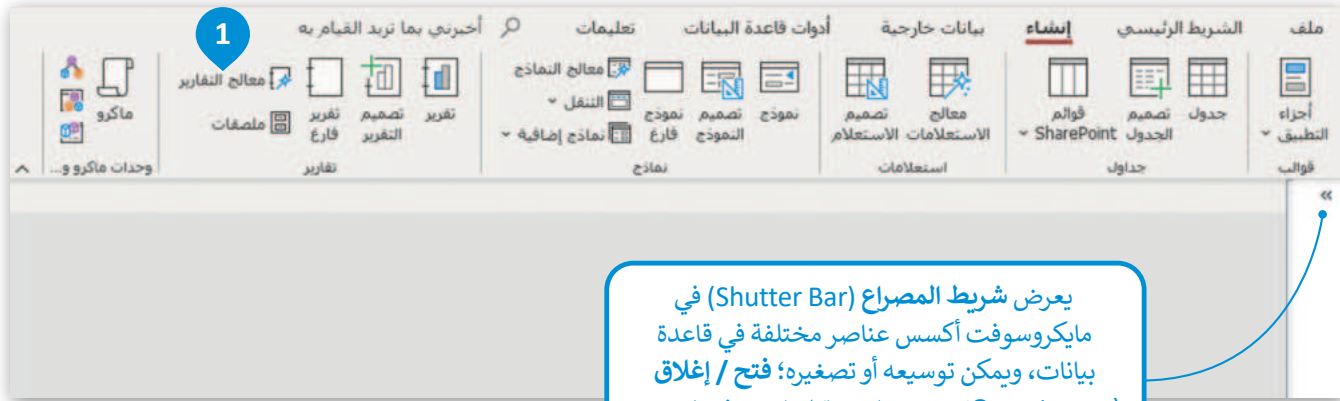 ملف الشريط الرئيسي إنشاء بيانات خارجية أدوات قاعدة البيانات تعليمات أخبرني بما تريد القيام به
1
أجزاء التطبيق
جدول
تصميم الجدول
قوائم SharePoint
معالج الاستعلامات
تصميم الاستعلام
نموذج
تصميم النموذج
نموذج فارغ
معالج النماذج
التنقل
نماذج إضافية
تقرير
تصميم التقرير
تقرير فارغ
معالج التقارير
ملصقات
ماكرو
قوالب جداول استعلامات نماذج تقارير وحدات ماكرو و...
يعرض شريط المصراع (Shutter Bar) في
مايكروسوفت أكسس عناصر مختلفة في قاعدة
بيانات، ويمكن توسيعه أو تصغيره؛ فتح / إغلاق